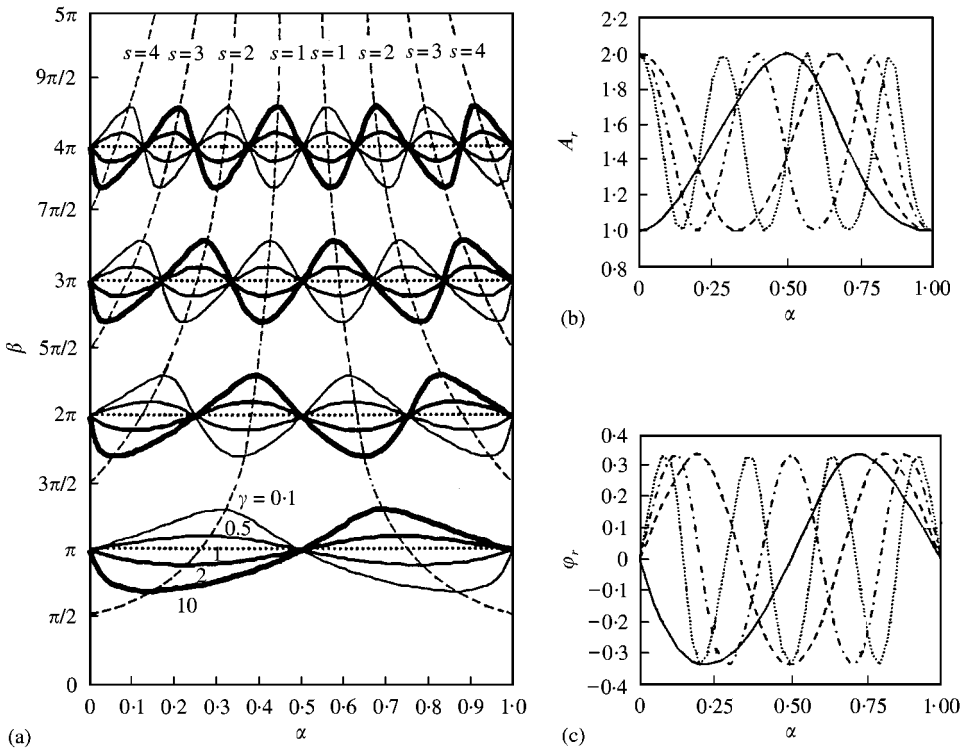 5π
9π/2
4π
7π/2
3π
5π/2
2π
3π/2
π
π/2
0
β
s=4 s=3 s=2 s=1 s=1 s=2 s=3 s=4
γ = 0·1
0.5
1
2
10
0 0·1 0·2 0·3 0·4 0·5 0·6 0·7 0·8 0·9 1·0
α
(a)
2·2
2·0
1·8
1·6
1·4
1·2
1·0
0·8
A_r
0 0·25 0·50 0·75 1·00
α
(b)
0·4
0·3
0·2
0·1
0
−0·1
−0·2
−0·3
−0·4
φ_r
0 0·25 0·50 0·75 1·00
α
(c)